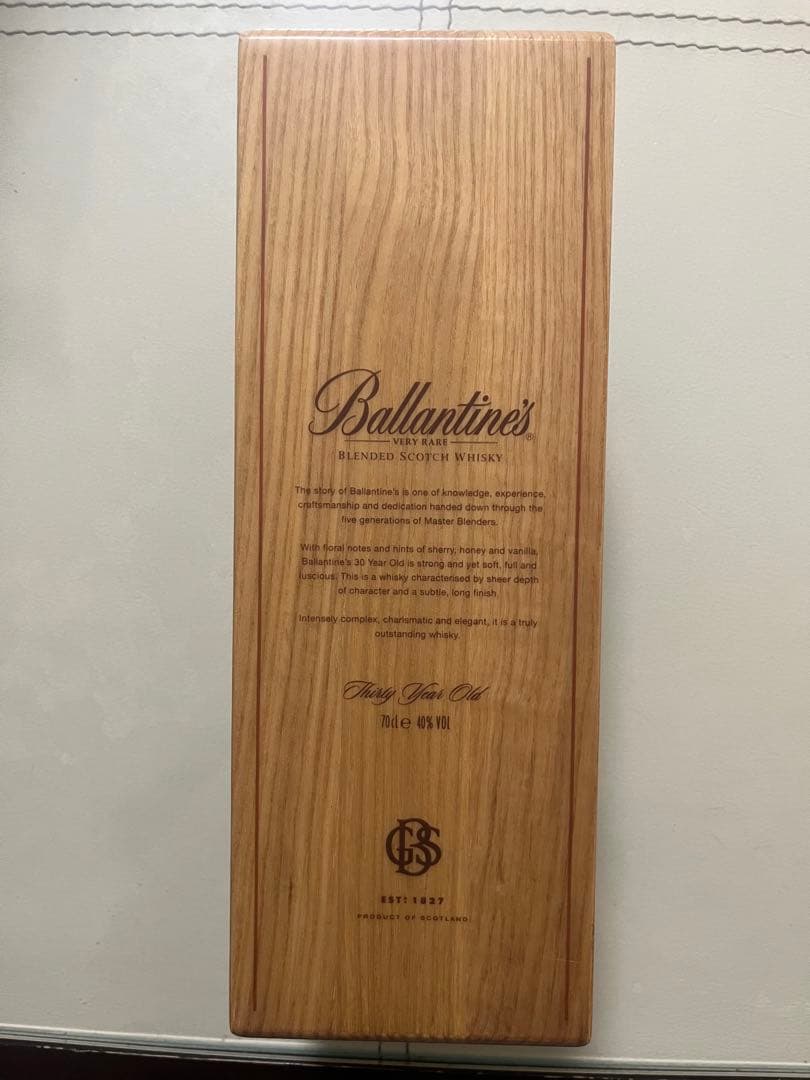 Ballantine's®
VERY RARE
BLENDED SCOTCH WHISKY
The story of Ballantine's is one of knowledge, experience,
craftsmanship and dedication handed down through the
five generations of Master Blenders.
With floral notes and hints of sherry, honey and vanilla,
Ballantine's 30 Year Old is strong and yet soft, full and
luscious. This is a whisky characterised by sheer depth
of character and a subtle, long finish.
Intensely complex, charismatic and elegant, it is a truly
outstanding whisky.
Thirty Year Old
70cl e 40% VOL
GBS
EST: 1827
PRODUCT OF SCOTLAND